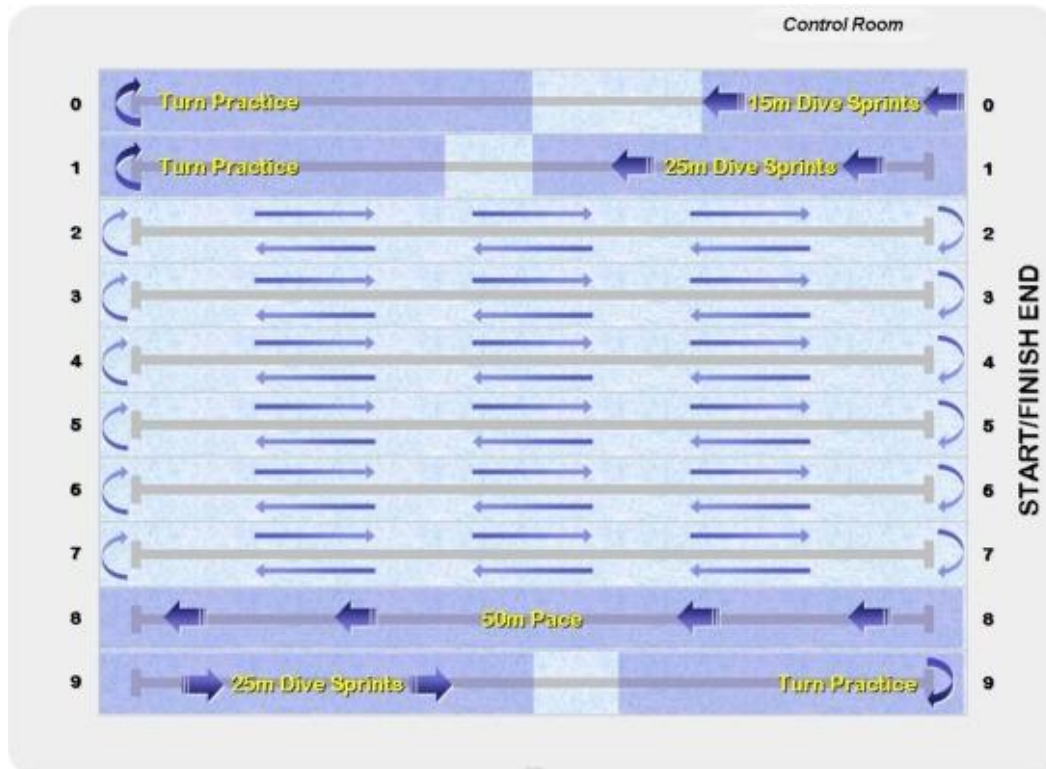 Control Room
0 Turn Practice 15m Dive Sprints 0
1 Turn Practice 25m Dive Sprints 1
2 2
3 3
4 4
5 5
6 6
7 7
8 50m Pace 8
9 25m Dive Sprints Turn Practice 9
START/FINISH END